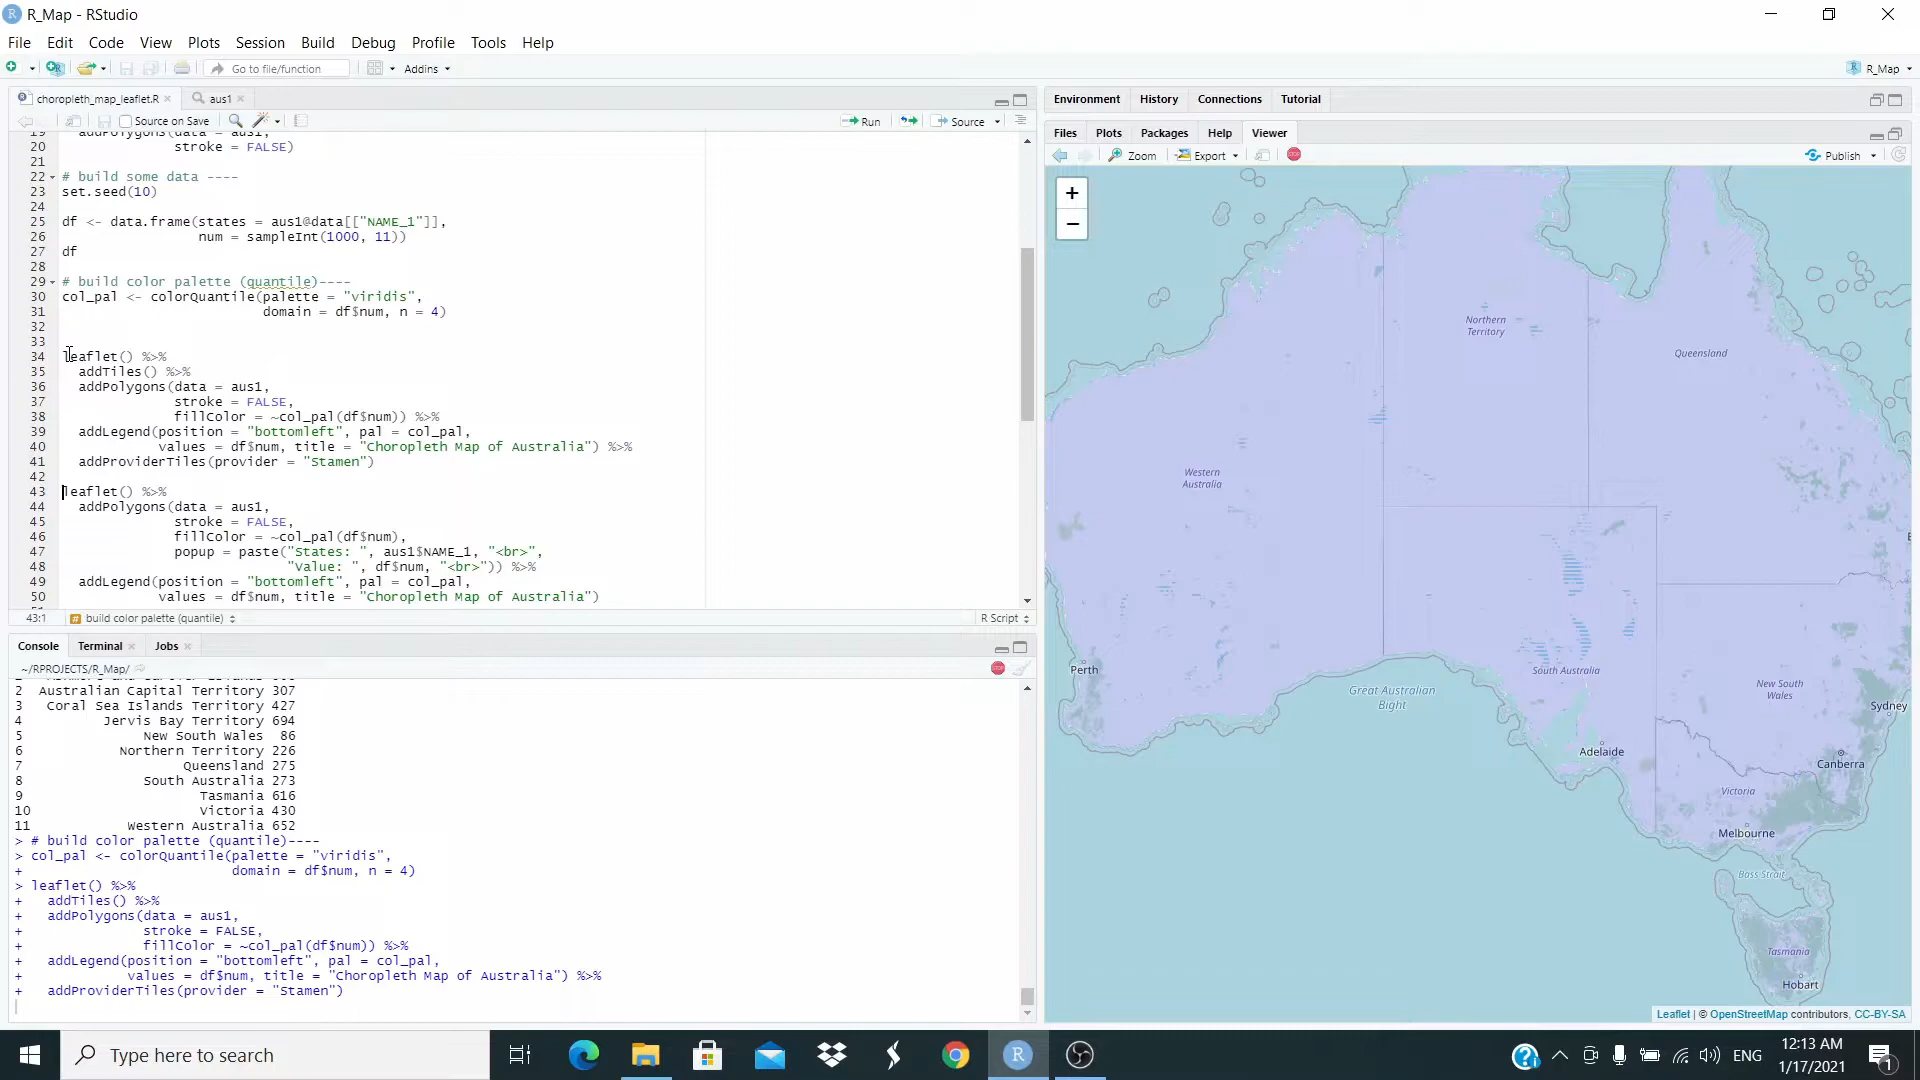 R_Map - RStudio
File Edit Code View Plots Session Build Debug Profile Tools Help
Go to file/function Addins R_Map
choropleth_map_leaflet.R aus1
Source on Save Run Source
19 addPolygons(data = aus1,
20 stroke = FALSE)
21
22 # build some data ----
23 set.seed(10)
24
25 df <- data.frame(states = aus1@data[["NAME_1"]],
26 num = sampleInt(1000, 11))
27 df
28
29 # build color palette (quantile)----
30 col_pal <- colorQuantile(palette = "viridis",
31 domain = df$num, n = 4)
32
33
34 leaflet() %>%
35 addTiles() %>%
36 addPolygons(data = aus1,
37 stroke = FALSE,
38 fillColor = ~col_pal(df$num)) %>%
39 addLegend(position = "bottomleft", pal = col_pal,
40 values = df$num, title = "Choropleth Map of Australia") %>%
41 addProviderTiles(provider = "Stamen")
42
43 leaflet() %>%
44 addPolygons(data = aus1,
45 stroke = FALSE,
46 fillColor = ~col_pal(df$num),
47 popup = paste("States: ", aus1$NAME_1, "<br>",
48 "Value: ", df$num, "<br>")) %>%
49 addLegend(position = "bottomleft", pal = col_pal,
50 values = df$num, title = "Choropleth Map of Australia")
43:1 build color palette (quantile) R Script
Console Terminal Jobs
~/RPROJECTS/R_Map/
2 Australian Capital Territory 307
3 Coral Sea Islands Territory 427
4 Jervis Bay Territory 694
5 New South Wales 86
6 Northern Territory 226
7 Queensland 275
8 South Australia 273
9 Tasmania 616
10 Victoria 430
11 Western Australia 652
> # build color palette (quantile)----
> col_pal <- colorQuantile(palette = "viridis",
+ domain = df$num, n = 4)
> leaflet() %>%
+ addTiles() %>%
+ addPolygons(data = aus1,
+ stroke = FALSE,
+ fillColor = ~col_pal(df$num)) %>%
+ addLegend(position = "bottomleft", pal = col_pal,
+ values = df$num, title = "Choropleth Map of Australia") %>%
+ addProviderTiles(provider = "Stamen")
Environment History Connections Tutorial
Files Plots Packages Help Viewer
Zoom Export Publish
+
−
Northern
Territory
Queensland
Western
Australia
Perth
South Australia
Great Australian
Bight
New South
Wales
Sydney
Adelaide
Canberra
Victoria
Melbourne
Bass Strait
Tasmania
Hobart
Leaflet | © OpenStreetMap contributors, CC-BY-SA
Type here to search
ENG
12:13 AM
1/17/2021
1